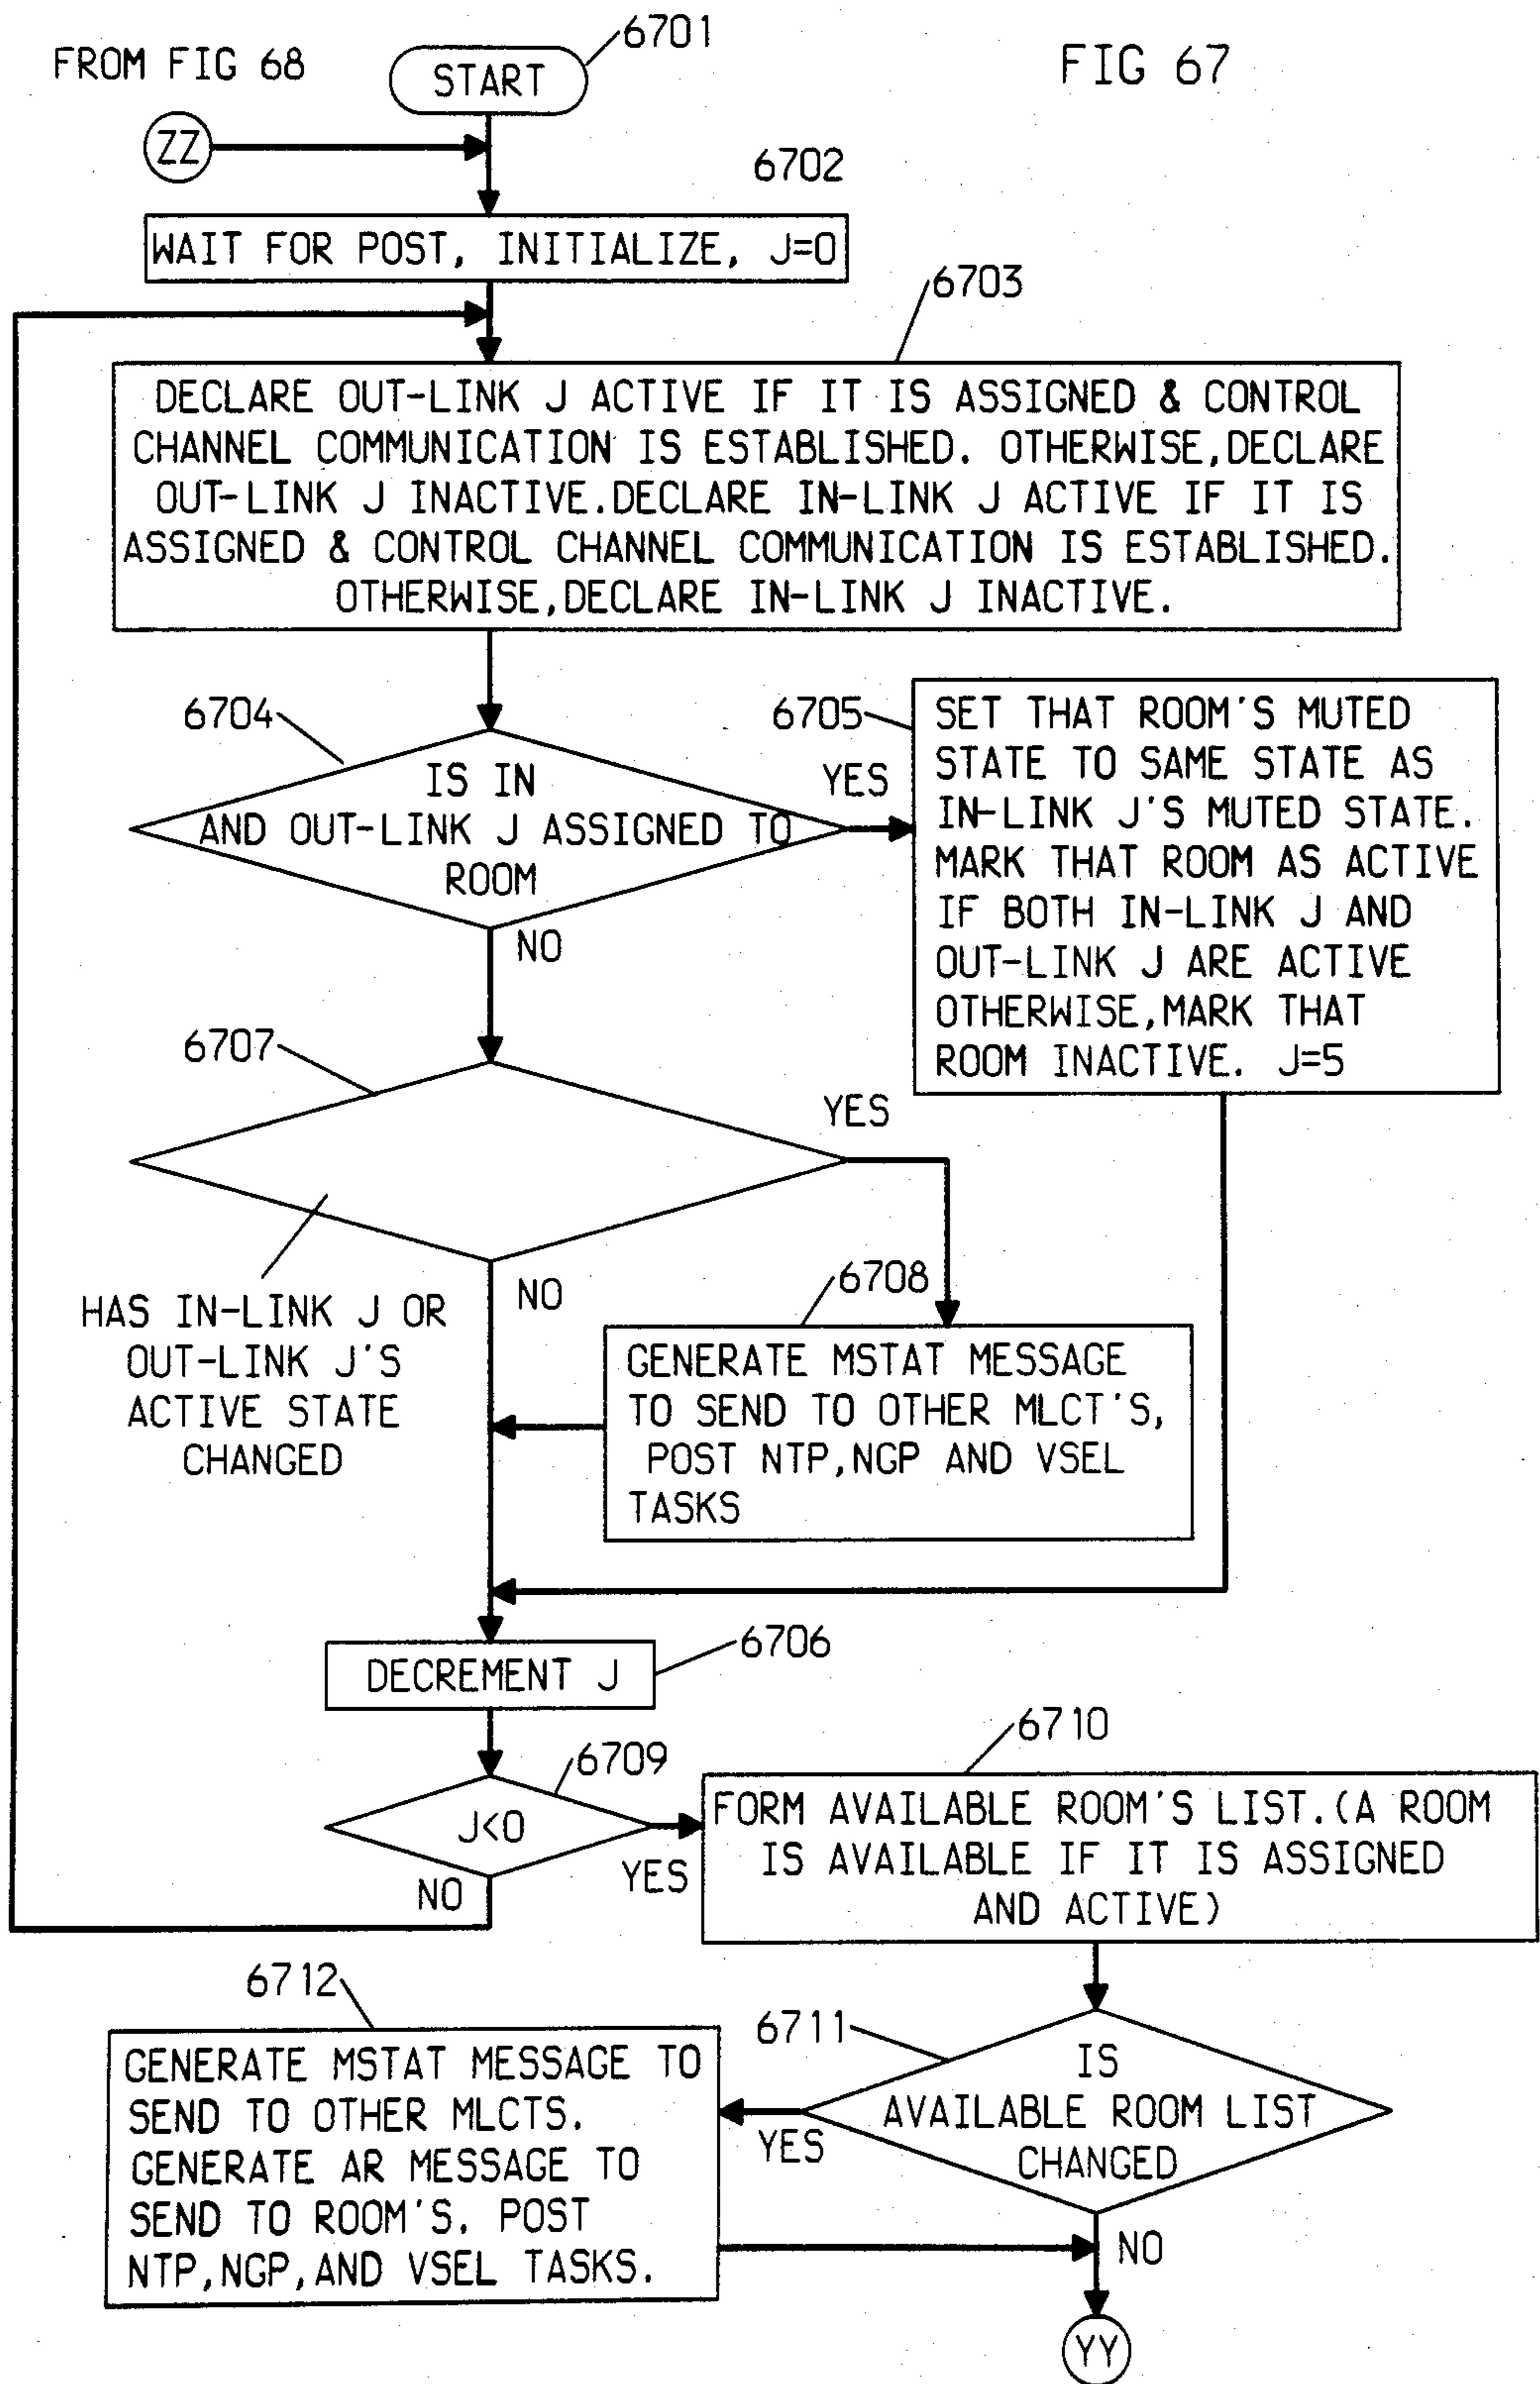 FROM FIG 68
6701
FIG 67
START
ZZ
6702
WAIT FOR POST, INITIALIZE, J=0
6703
DECLARE OUT-LINK J ACTIVE IF IT IS ASSIGNED & CONTROL
CHANNEL COMMUNICATION IS ESTABLISHED. OTHERWISE,DECLARE
OUT-LINK J INACTIVE.DECLARE IN-LINK J ACTIVE IF IT IS
ASSIGNED & CONTROL CHANNEL COMMUNICATION IS ESTABLISHED.
OTHERWISE,DECLARE IN-LINK J INACTIVE.
6704
IS IN
AND OUT-LINK J ASSIGNED TO
ROOM
YES
NO
6705
SET THAT ROOM'S MUTED
STATE TO SAME STATE AS
IN-LINK J'S MUTED STATE.
MARK THAT ROOM AS ACTIVE
IF BOTH IN-LINK J AND
OUT-LINK J ARE ACTIVE
OTHERWISE,MARK THAT
ROOM INACTIVE. J=5
6707
YES
NO
HAS IN-LINK J OR
OUT-LINK J'S
ACTIVE STATE
CHANGED
6708
GENERATE MSTAT MESSAGE
TO SEND TO OTHER MLCT'S,
POST NTP,NGP AND VSEL
TASKS
6706
DECREMENT J
6709
J<0
YES
NO
6710
FORM AVAILABLE ROOM'S LIST.(A ROOM
IS AVAILABLE IF IT IS ASSIGNED
AND ACTIVE)
6711
IS
AVAILABLE ROOM LIST
CHANGED
YES
NO
6712
GENERATE MSTAT MESSAGE TO
SEND TO OTHER MLCTS.
GENERATE AR MESSAGE TO
SEND TO ROOM'S. POST
NTP,NGP,AND VSEL TASKS.
YY